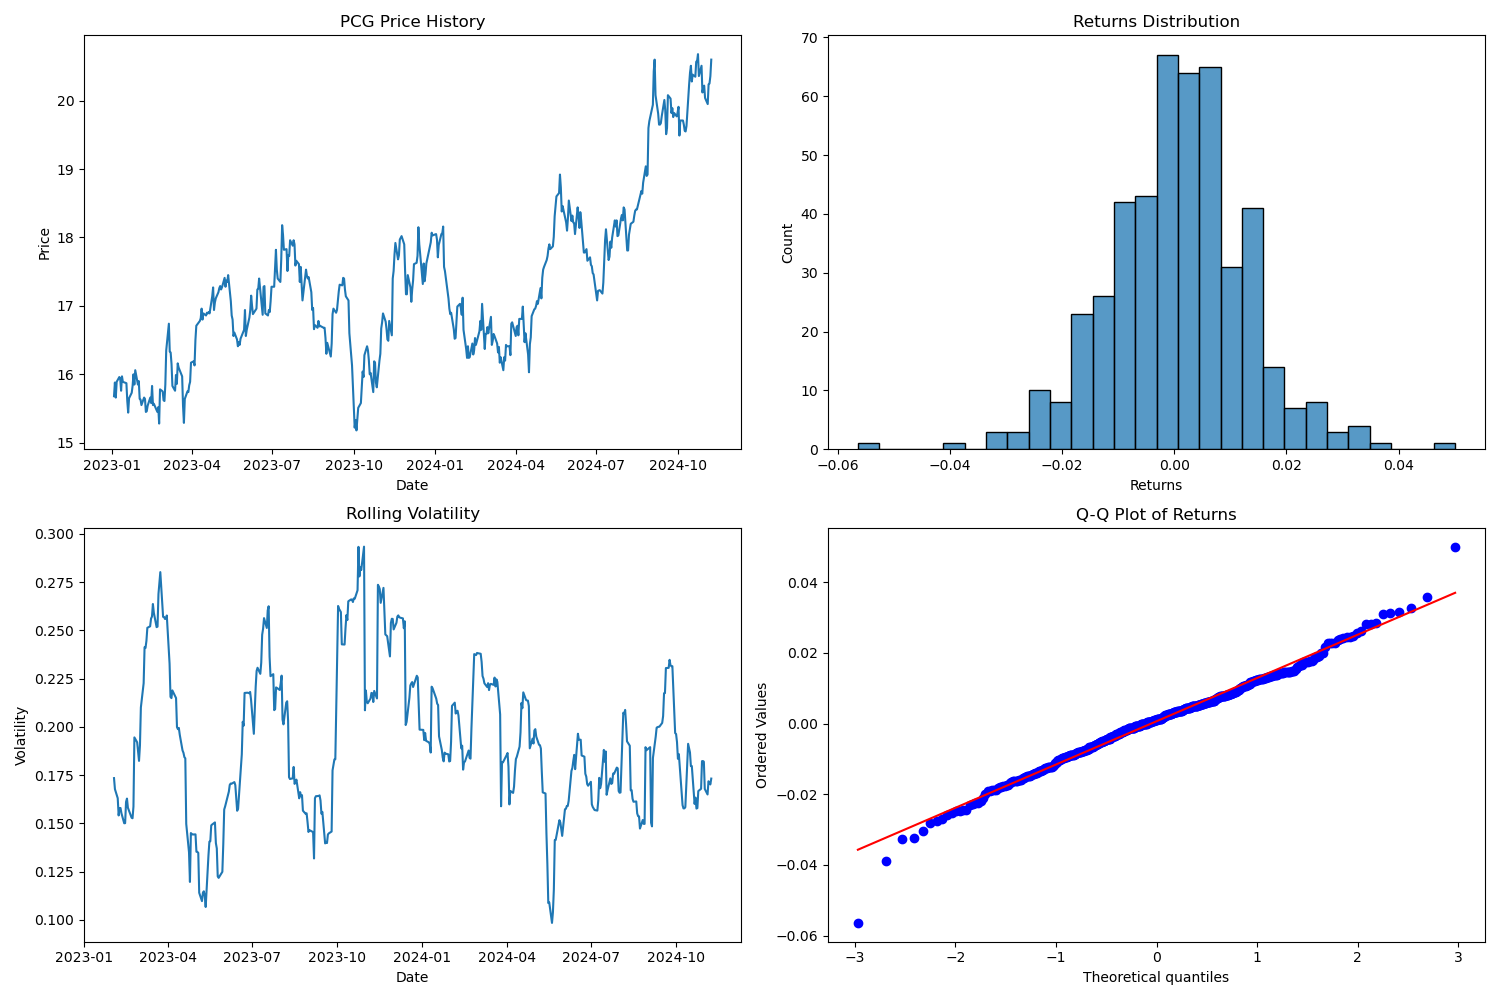 PCG Price History
Price
20
19
18
17
16
15
2023-01 2023-04 2023-07 2023-10 2024-01 2024-04 2024-07 2024-10
Date
Returns Distribution
Count
70
60
50
40
30
20
10
0
−0.06 −0.04 −0.02 0.00 0.02 0.04
Returns
Rolling Volatility
Volatility
0.300
0.275
0.250
0.225
0.200
0.175
0.150
0.125
0.100
2023-01 2023-04 2023-07 2023-10 2024-01 2024-04 2024-07 2024-10
Date
Q-Q Plot of Returns
Ordered Values
0.04
0.02
0.00
−0.02
−0.04
−0.06
−3 −2 −1 0 1 2 3
Theoretical quantiles